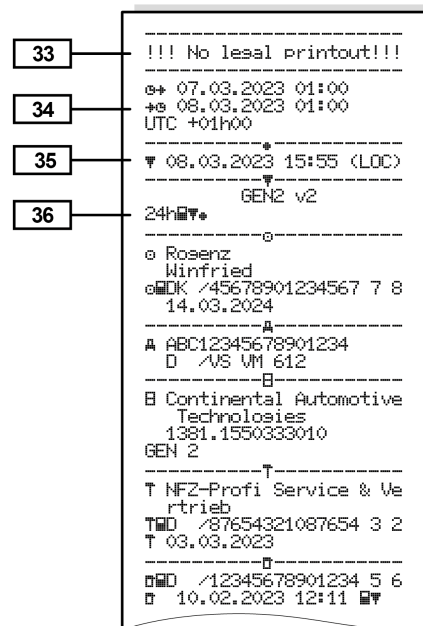 33
!!! No legal printout!!!
34
07.03.2023 01:00
08.03.2023 01:00
UTC +01h00
35
▼ 08.03.2023 15:55 (LOC)
GEN2 v2
36
24h
Rogenz
Winfried
DK /45678901234567 7 8
14.03.2024
ABC12345678901234
D /VS VM 612
Continental Automotive
Technologies
1381.1550333010
GEN 2
T NFZ-Profi Service & Ve
rtrieb
D /87654321087654 3 2
T 03.03.2023
D /12345678901234 5 6
10.02.2023 12:11